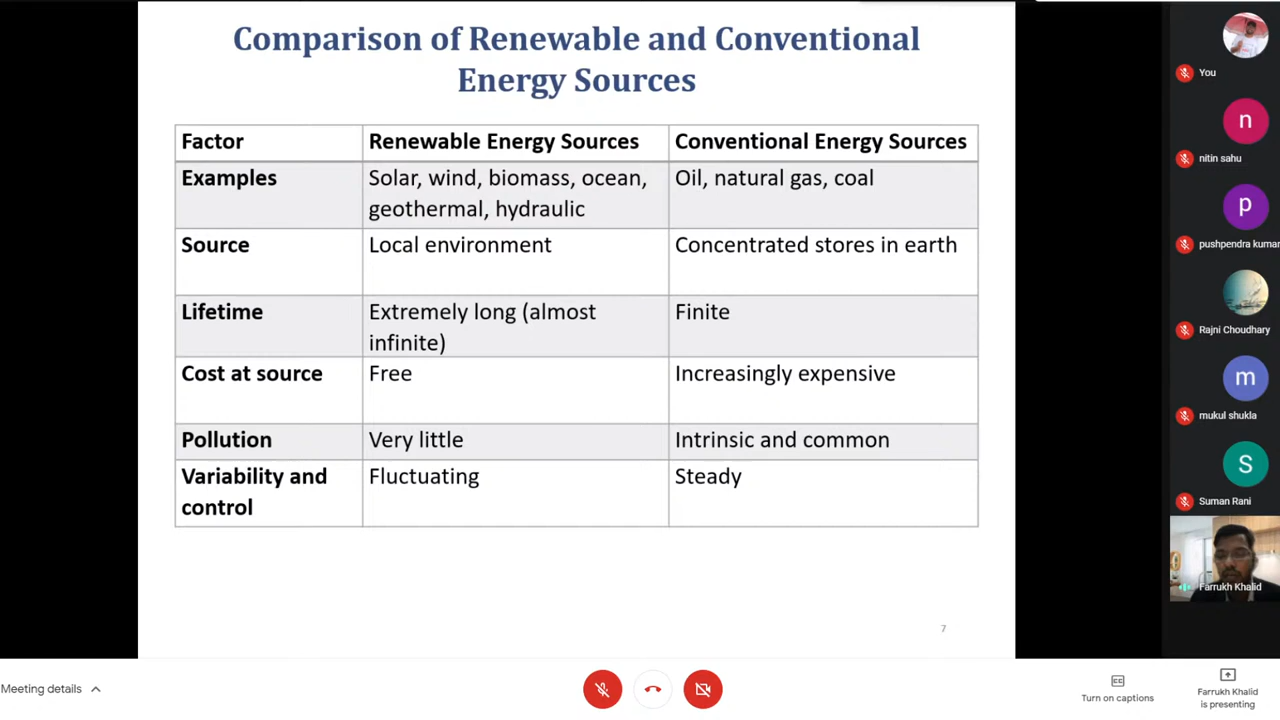 Comparison of Renewable and Conventional
Energy Sources
Factor
Renewable Energy Sources
Conventional Energy Sources
Examples
Solar, wind, biomass, ocean,
geothermal, hydraulic
Oil, natural gas, coal
Source
Local environment
Concentrated stores in earth
Lifetime
Extremely long (almost
infinite)
Finite
Cost at source
Free
Increasingly expensive
Pollution
Very little
Intrinsic and common
Variability and
control
Fluctuating
Steady
7
You
n
nitin sahu
p
pushpendra kumar
Rajni Choudhary
m
mukul shukla
S
Suman Rani
Farrukh Khalid
Meeting details
CC
Turn on captions
Farrukh Khalid
is presenting